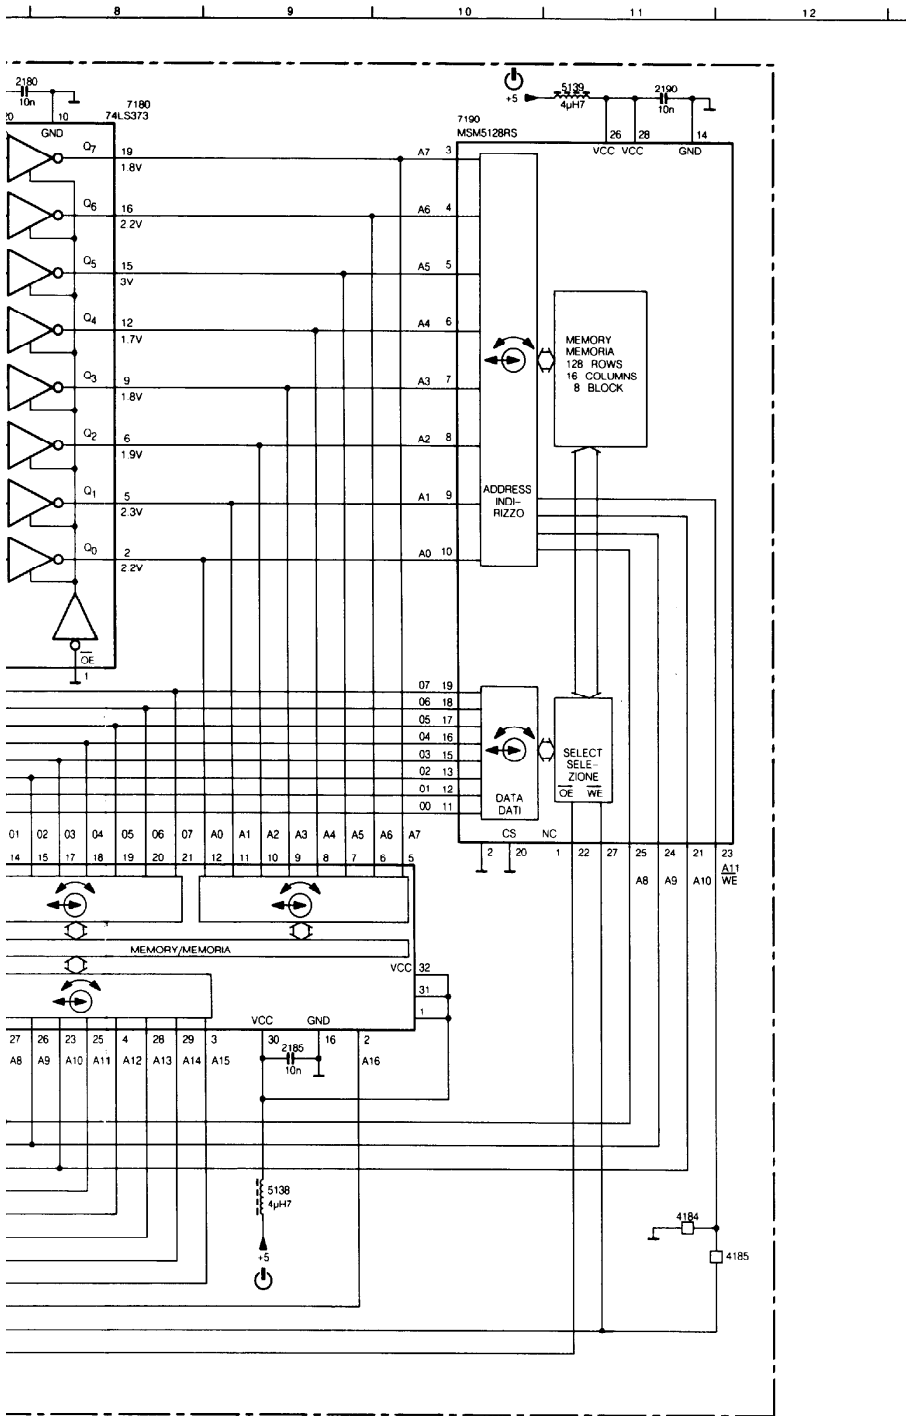 8 9 10 11 12
2180
10n
20 10
GND
7180
74LS373
+5
5139
4µH7
2190
10n
7190
MSM5128RS
26 28 14
VCC VCC GND
Q7 19 A7 3
1.8V
Q6 16 A6 4
2.2V
Q5 15 A5 5
3V
Q4 12 A4 6
1.7V
Q3 9 A3 7
1.8V
Q2 6 A2 8
1.9V
Q1 5 A1 9
2.3V
Q0 2 A0 10
2.2V
MEMORY
MEMORIA
128 ROWS
16 COLUMNS
8 BLOCK
ADDRESS
INDI-
RIZZO
OE
1
07 19
06 18
05 17
04 16
03 15
02 13
01 12
00 11
DATA
DATI
SELECT
SELE-
ZIONE
OE WE
CS NC
2 20 1 22 27 25 24 21 23
A8 A9 A10 A11
WE
01 02 03 04 05 06 07 A0 A1 A2 A3 A4 A5 A6 A7
14 15 17 18 19 20 21 12 11 10 9 8 7 6 5
MEMORY/MEMORIA
VCC 32
31
1
VCC GND
27 26 23 25 4 28 29 3 30 16 2
A8 A9 A10 A11 A12 A13 A14 A15 A16
2185
10n
5138
4µH7
+5
4184
4185